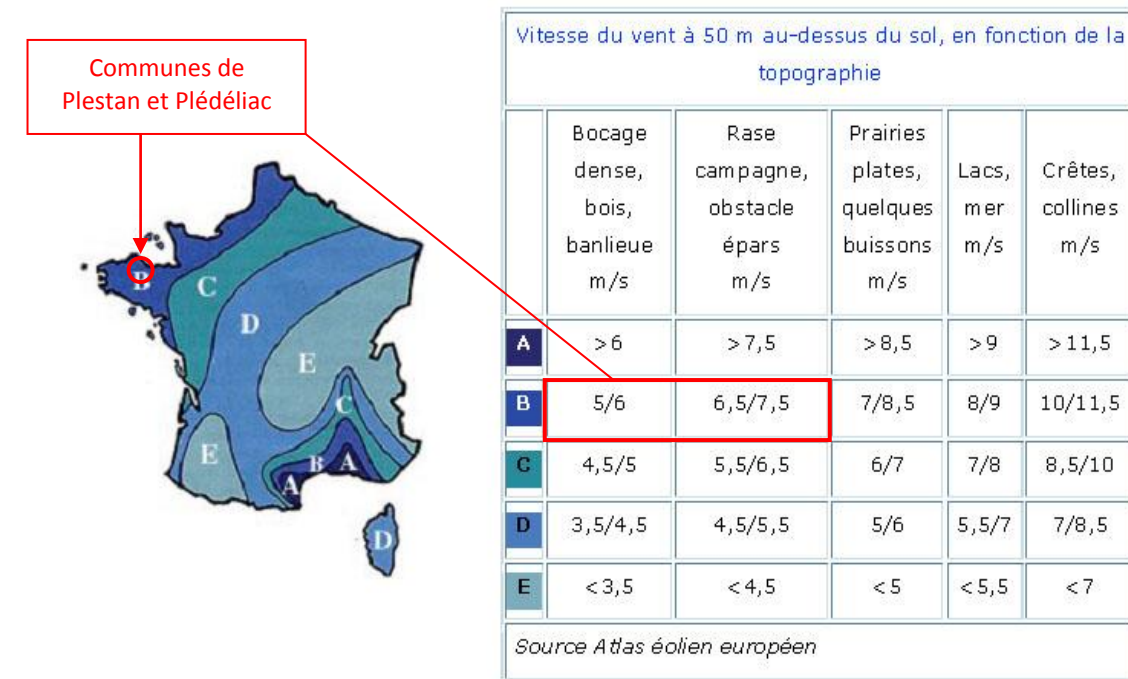 Communes de
Plestan et Plédéliac
B
C
D
E
C
E
B
A
A
D
Vitesse du vent à 50 m au-dessus du sol, en fonction de la
topographie
Bocage
dense,
bois,
banlieue
m/s
Rase
campagne,
obstacle
épars
m/s
Prairies
plates,
quelques
buissons
m/s
Lacs,
mer
m/s
Crêtes,
collines
m/s
A >6 >7,5 >8,5 >9 >11,5
B 5/6 6,5/7,5 7/8,5 8/9 10/11,5
C 4,5/5 5,5/6,5 6/7 7/8 8,5/10
D 3,5/4,5 4,5/5,5 5/6 5,5/7 7/8,5
E <3,5 <4,5 <5 <5,5 <7
Source Atlas éolien européen